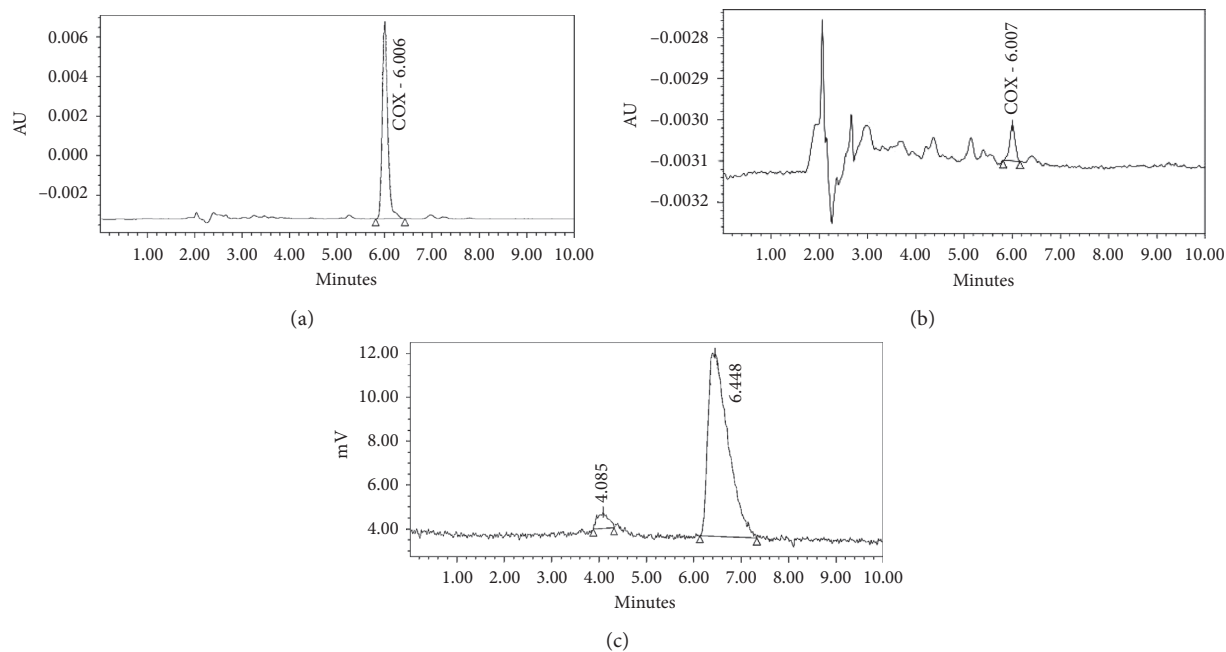 0.006
0.004
0.002
0.000
–0.002
AU
COX - 6.006
1.00 2.00 3.00 4.00 5.00 6.00 7.00 8.00 9.00 10.00
Minutes
(a)
–0.0028
–0.0029
–0.0030
–0.0031
–0.0032
AU
COX - 6.007
1.00 2.00 3.00 4.00 5.00 6.00 7.00 8.00 9.00 10.00
Minutes
(b)
12.00
10.00
8.00
6.00
4.00
mV
4.085
6.448
1.00 2.00 3.00 4.00 5.00 6.00 7.00 8.00 9.00 10.00
Minutes
(c)